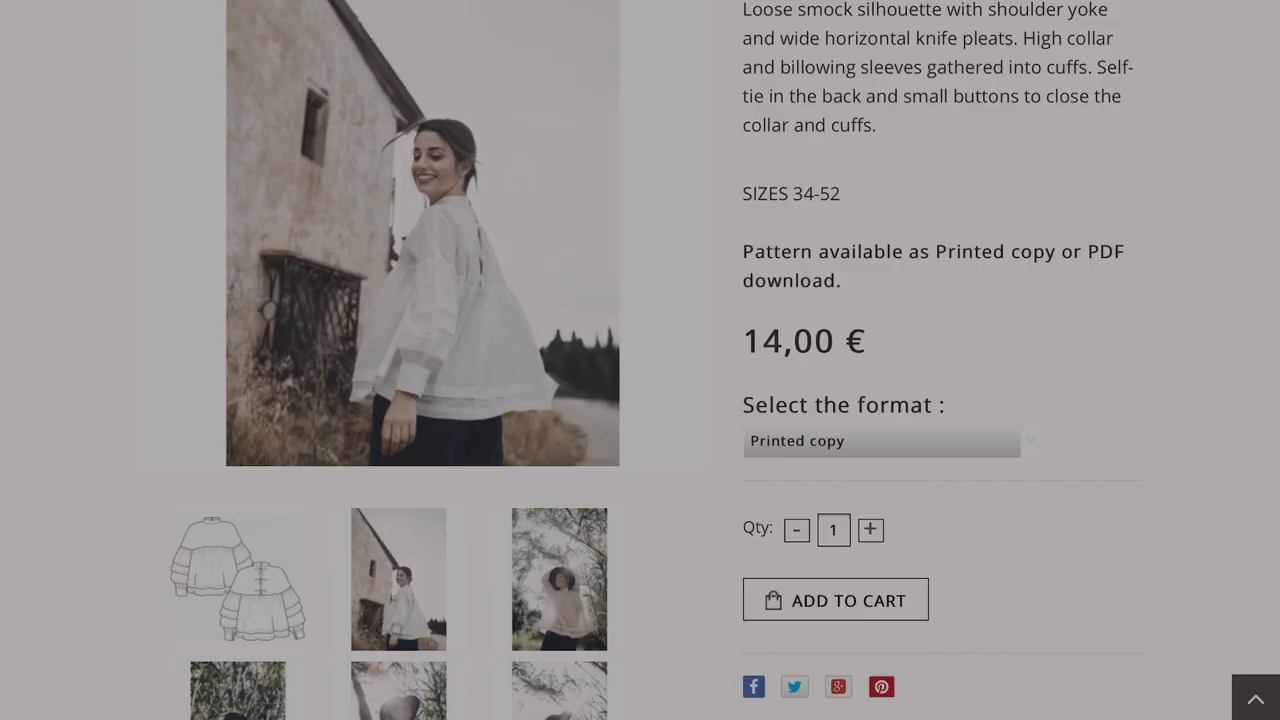 Loose smock silhouette with shoulder yoke
and wide horizontal knife pleats. High collar
and billowing sleeves gathered into cuffs. Self-
tie in the back and small buttons to close the
collar and cuffs.
SIZES 34-52
Pattern available as Printed copy or PDF
download.
14,00 €
Select the format :
Printed copy
Qty: - 1 +
ADD TO CART